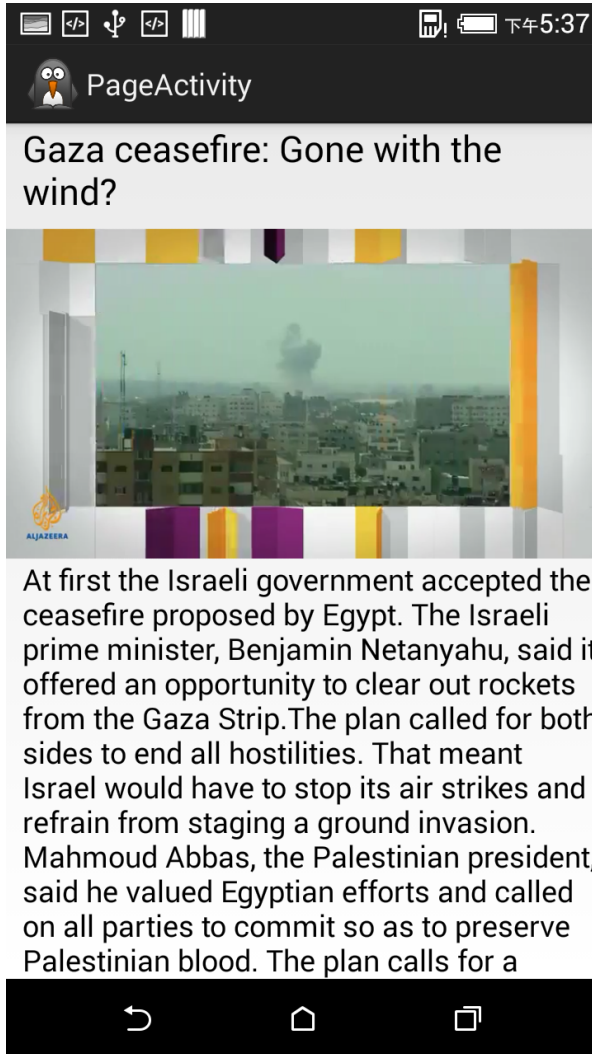 下午5:37
PageActivity
Gaza ceasefire: Gone with the
wind?
ALJAZEERA
At first the Israeli government accepted the
ceasefire proposed by Egypt. The Israeli
prime minister, Benjamin Netanyahu, said it
offered an opportunity to clear out rockets
from the Gaza Strip.The plan called for both
sides to end all hostilities. That meant
Israel would have to stop its air strikes and
refrain from staging a ground invasion.
Mahmoud Abbas, the Palestinian president,
said he valued Egyptian efforts and called
on all parties to commit so as to preserve
Palestinian blood. The plan calls for a